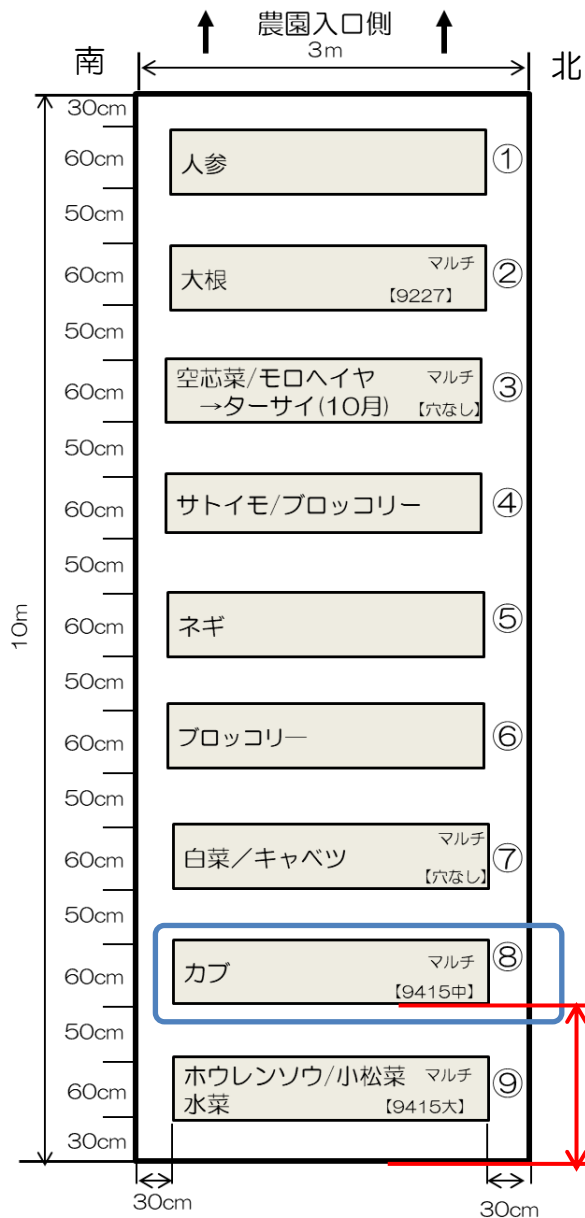 農園入口側
南
3m
北
30cm
60cm
人参
①
50cm
60cm
大根
マルチ
【9227】
②
50cm
60cm
空芯菜/モロヘイヤ
→ターサイ(10月)
マルチ
【穴なし】
③
50cm
60cm
サトイモ/ブロッコリー
④
50cm
10m
60cm
ネギ
⑤
50cm
60cm
ブロッコリー
⑥
50cm
60cm
白菜／キャベツ
マルチ
【穴なし】
⑦
50cm
60cm
カブ
マルチ
【9415中】
⑧
50cm
60cm
ホウレンソウ/小松菜
水菜
マルチ
【9415大】
⑨
30cm
30cm
30cm